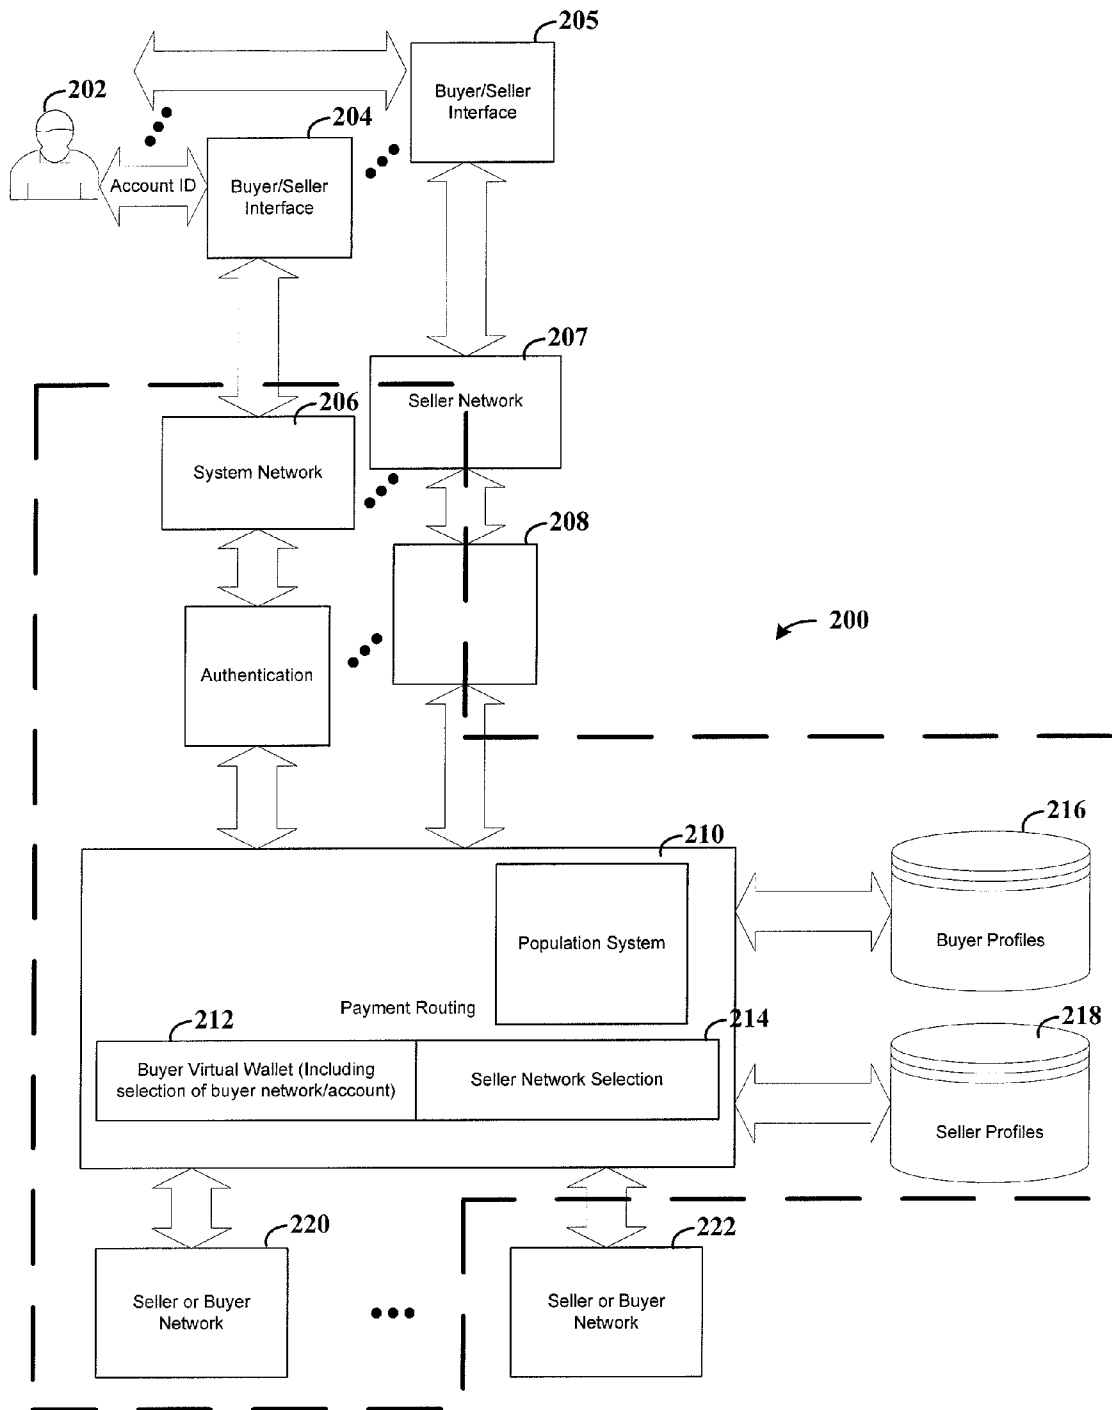 205
Buyer/Seller
Interface
202
204
Account ID
Buyer/Seller
Interface
207
Seller Network
206
System Network
208
Authentication
200
210
216
Population System
Buyer Profiles
Payment Routing
212
214
218
Buyer Virtual Wallet (Including
selection of buyer network/account)
Seller Network Selection
Seller Profiles
220
222
Seller or Buyer
Network
Seller or Buyer
Network